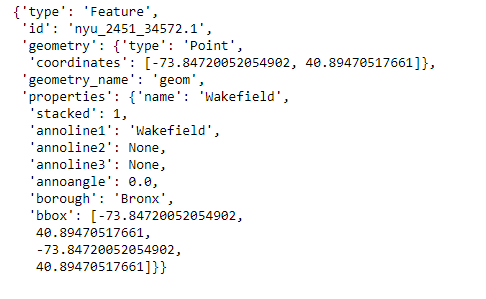 {'type': 'Feature',
 'id': 'nyu_2451_34572.1',
 'geometry': {'type': 'Point',
  'coordinates': [-73.84720052054902, 40.89470517661]},
 'geometry_name': 'geom',
 'properties': {'name': 'Wakefield',
  'stacked': 1,
  'annoline1': 'Wakefield',
  'annoline2': None,
  'annoline3': None,
  'annoangle': 0.0,
  'borough': 'Bronx',
  'bbox': [-73.84720052054902,
   40.89470517661,
   -73.84720052054902,
   40.89470517661]}}